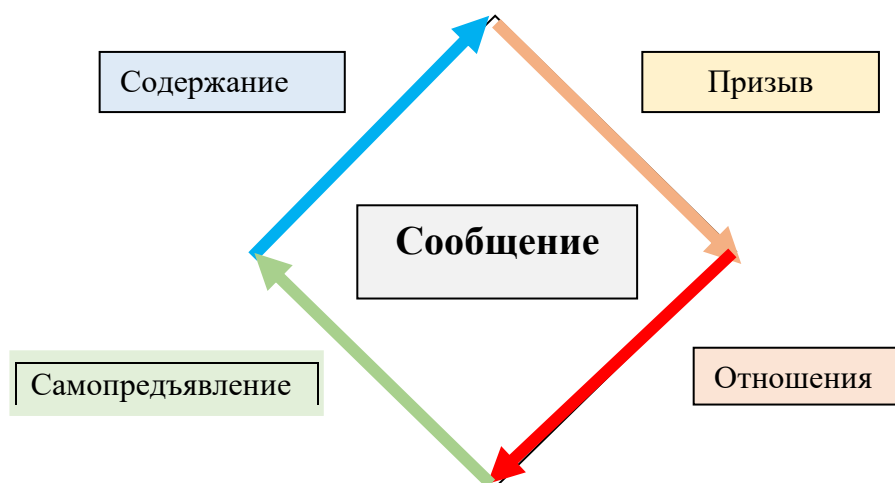 Содержание
Призыв
Сообщение
Самопредъявление
Отношения